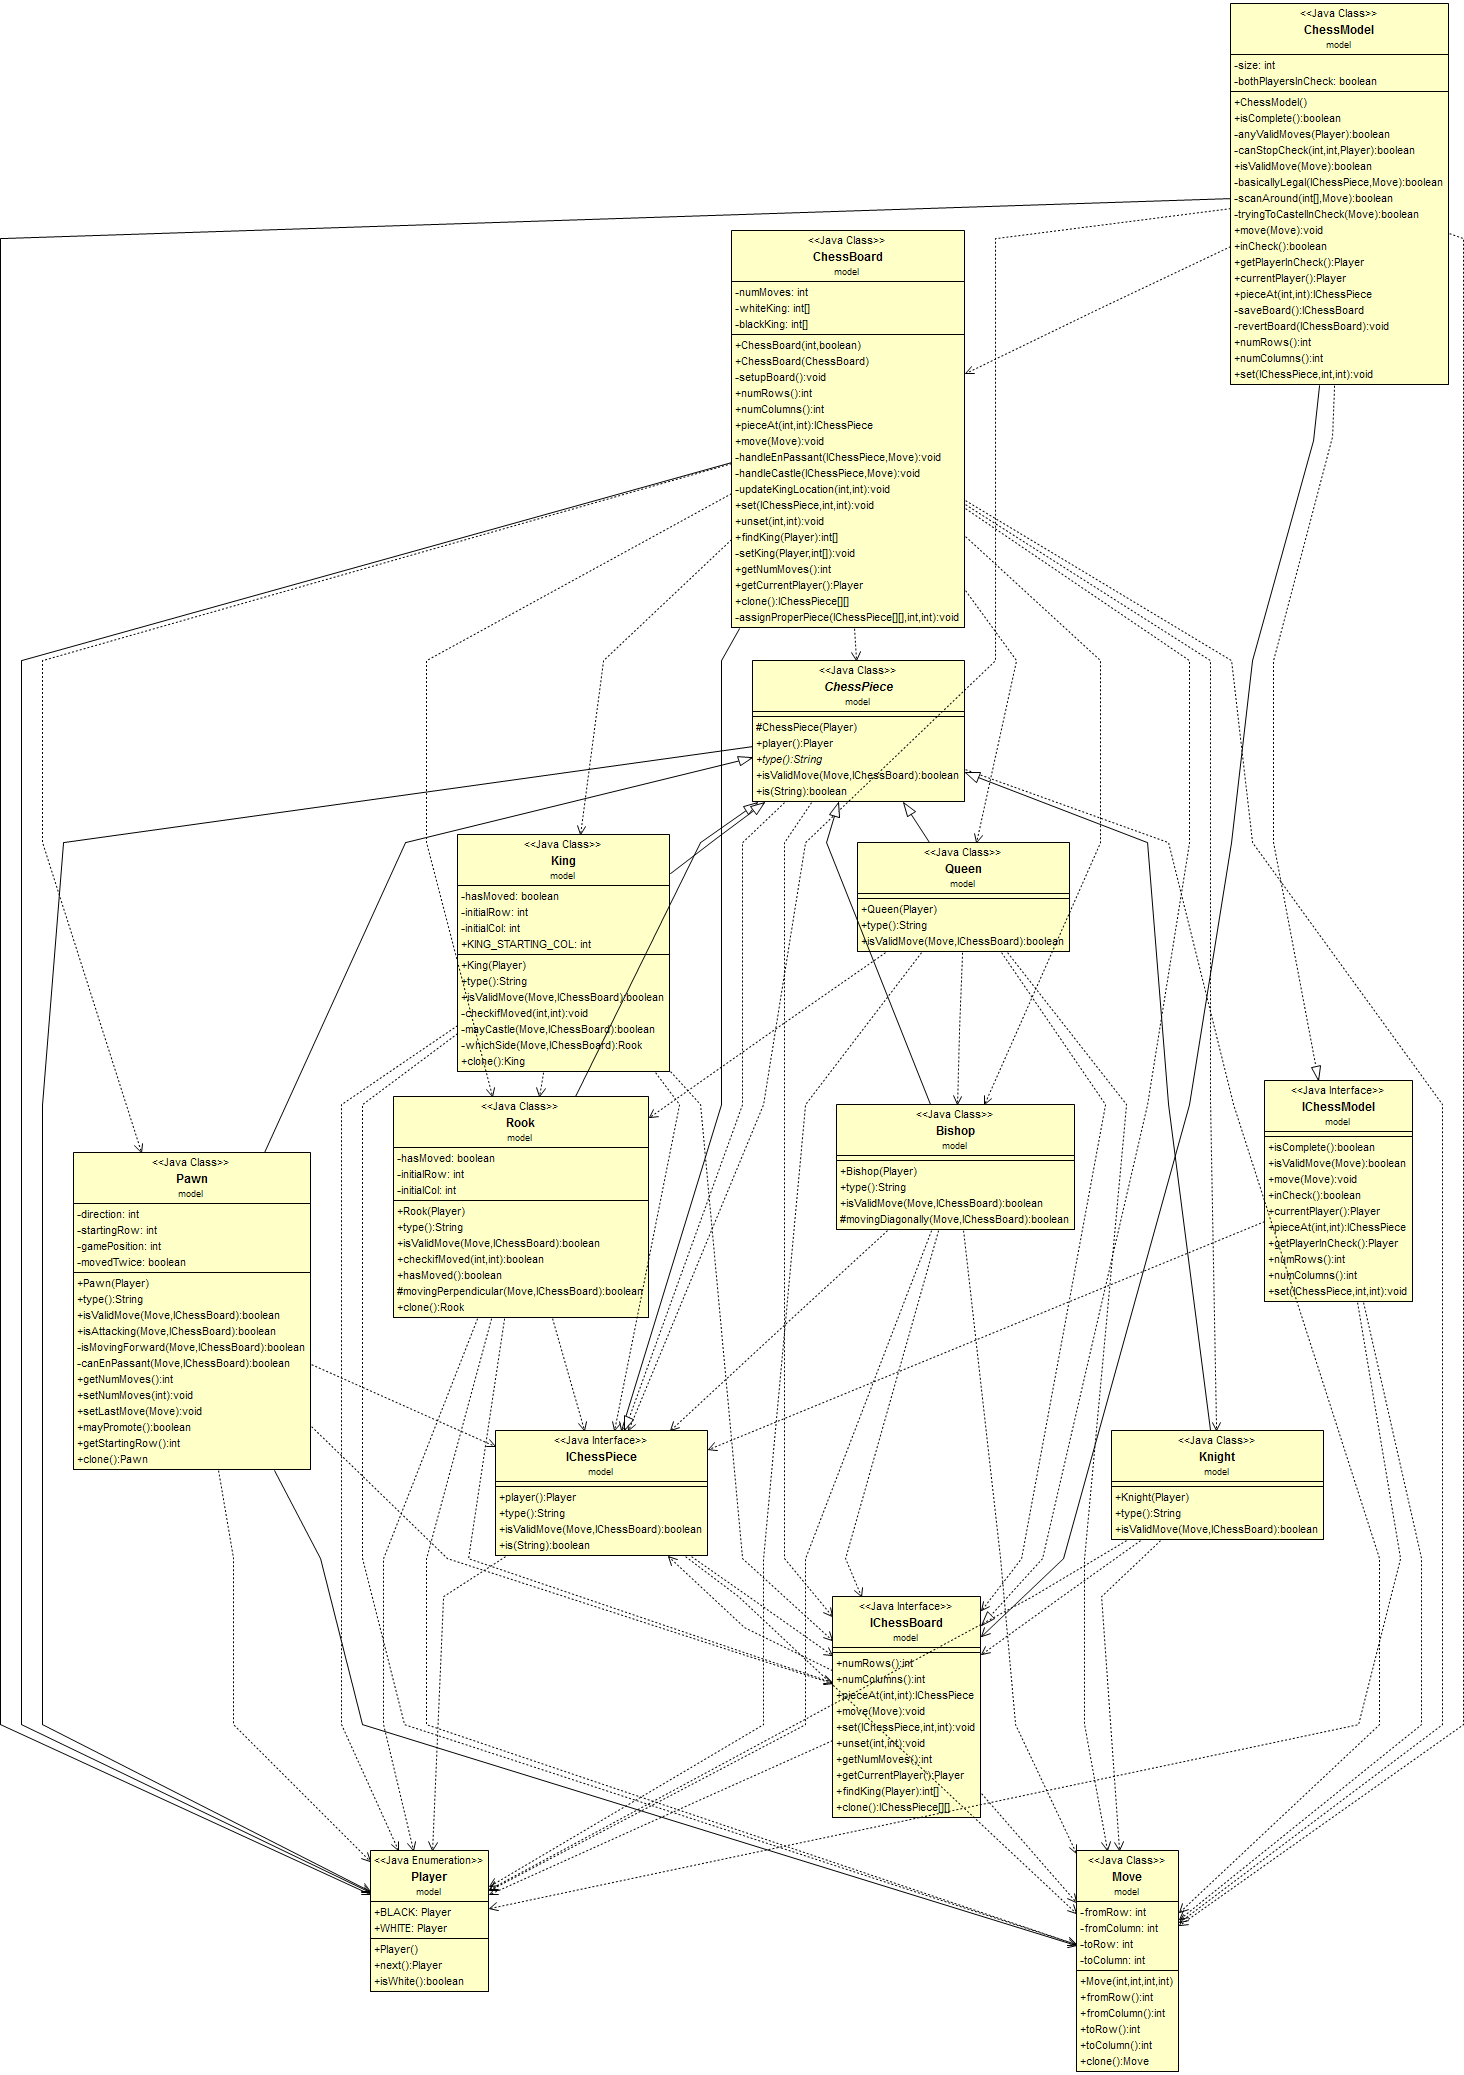 <<Java Class>>
ChessModel
model
-size: int
-bothPlayersInCheck: boolean
+ChessModel()
+isComplete():boolean
-anyValidMoves(Player):boolean
-canStopCheck(int,int,Player):boolean
+isValidMove(Move):boolean
-basicallyLegal(IChessPiece,Move):boolean
-scanAround(int[],Move):boolean
-tryingToCastelInCheck(Move):boolean
+move(Move):void
+inCheck():boolean
+getPlayerInCheck():Player
+currentPlayer():Player
+pieceAt(int,int):IChessPiece
-saveBoard():IChessBoard
-revertBoard(IChessBoard):void
+numRows():int
+numColumns():int
+set(IChessPiece,int,int):void
<<Java Class>>
ChessBoard
model
-numMoves: int
-whiteKing: int[]
-blackKing: int[]
+ChessBoard(int,boolean)
+ChessBoard(ChessBoard)
-setupBoard():void
+numRows():int
+numColumns():int
+pieceAt(int,int):IChessPiece
+move(Move):void
-handleEnPassant(IChessPiece,Move):void
-handleCastle(IChessPiece,Move):void
-updateKingLocation(int,int):void
+set(IChessPiece,int,int):void
+unset(int,int):void
+findKing(Player):int[]
-setKing(Player,int[]):void
+getNumMoves():int
+getCurrentPlayer():Player
+clone():IChessPiece[][]
-assignProperPiece(IChessPiece[][],int,int):void
<<Java Class>>
ChessPiece
model
#ChessPiece(Player)
+player():Player
+type():String
+isValidMove(Move,IChessBoard):boolean
+is(String):boolean
<<Java Class>>
King
model
-hasMoved: boolean
-initialRow: int
-initialCol: int
+KING_STARTING_COL: int
+King(Player)
+type():String
+isValidMove(Move,IChessBoard):boolean
-checkifMoved(int,int):void
-mayCastle(Move,IChessBoard):boolean
-whichSide(Move,IChessBoard):Rook
+clone():King
<<Java Class>>
Queen
model
+Queen(Player)
+type():String
+isValidMove(Move,IChessBoard):boolean
<<Java Class>>
Rook
model
-hasMoved: boolean
-initialRow: int
-initialCol: int
+Rook(Player)
+type():String
+isValidMove(Move,IChessBoard):boolean
+checkifMoved(int,int):boolean
+hasMoved():boolean
#movingPerpendicular(Move,IChessBoard):boolean
+clone():Rook
<<Java Class>>
Bishop
model
+Bishop(Player)
+type():String
+isValidMove(Move,IChessBoard):boolean
#movingDiagonally(Move,IChessBoard):boolean
<<Java Interface>>
IChessModel
model
+isComplete():boolean
+isValidMove(Move):boolean
+move(Move):void
+inCheck():boolean
+currentPlayer():Player
+pieceAt(int,int):IChessPiece
+getPlayerInCheck():Player
+numRows():int
+numColumns():int
+set(IChessPiece,int,int):void
<<Java Class>>
Pawn
model
-direction: int
-startingRow: int
-gamePosition: int
-movedTwice: boolean
+Pawn(Player)
+type():String
+isValidMove(Move,IChessBoard):boolean
+isAttacking(Move,IChessBoard):boolean
-isMovingForward(Move,IChessBoard):boolean
-canEnPassant(Move,IChessBoard):boolean
+getNumMoves():int
+setNumMoves(int):void
+setLastMove(Move):void
+mayPromote():boolean
+getStartingRow():int
+clone():Pawn
<<Java Interface>>
IChessPiece
model
+player():Player
+type():String
+isValidMove(Move,IChessBoard):boolean
+is(String):boolean
<<Java Class>>
Knight
model
+Knight(Player)
+type():String
+isValidMove(Move,IChessBoard):boolean
<<Java Interface>>
IChessBoard
model
+numRows():int
+numColumns():int
+pieceAt(int,int):IChessPiece
+move(Move):void
+set(IChessPiece,int,int):void
+unset(int,int):void
+getNumMoves():int
+getCurrentPlayer():Player
+findKing(Player):int[]
+clone():IChessPiece[][]
<<Java Enumeration>>
Player
model
+BLACK: Player
+WHITE: Player
+Player()
+next():Player
+isWhite():boolean
<<Java Class>>
Move
model
-fromRow: int
-fromColumn: int
-toRow: int
-toColumn: int
+Move(int,int,int,int)
+fromRow():int
+fromColumn():int
+toRow():int
+toColumn():int
+clone():Move